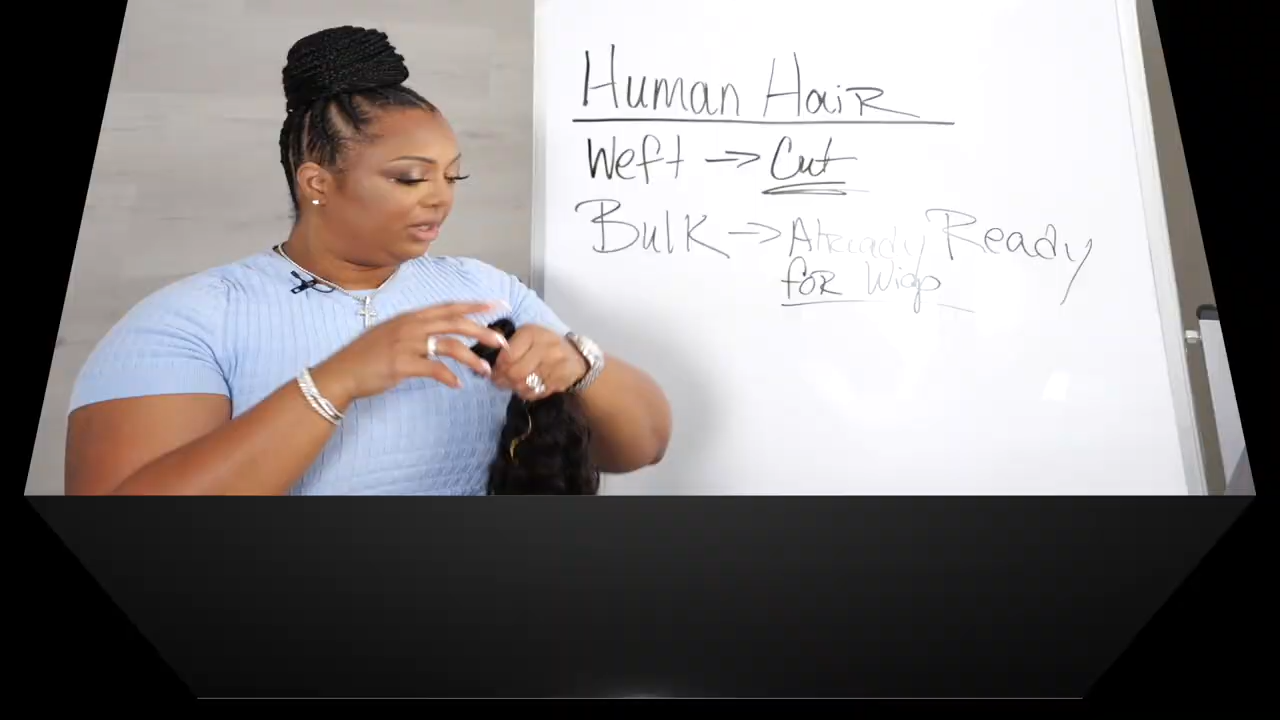 Human Hair
Weft → Cut
Bulk → Already Ready
for Wigs